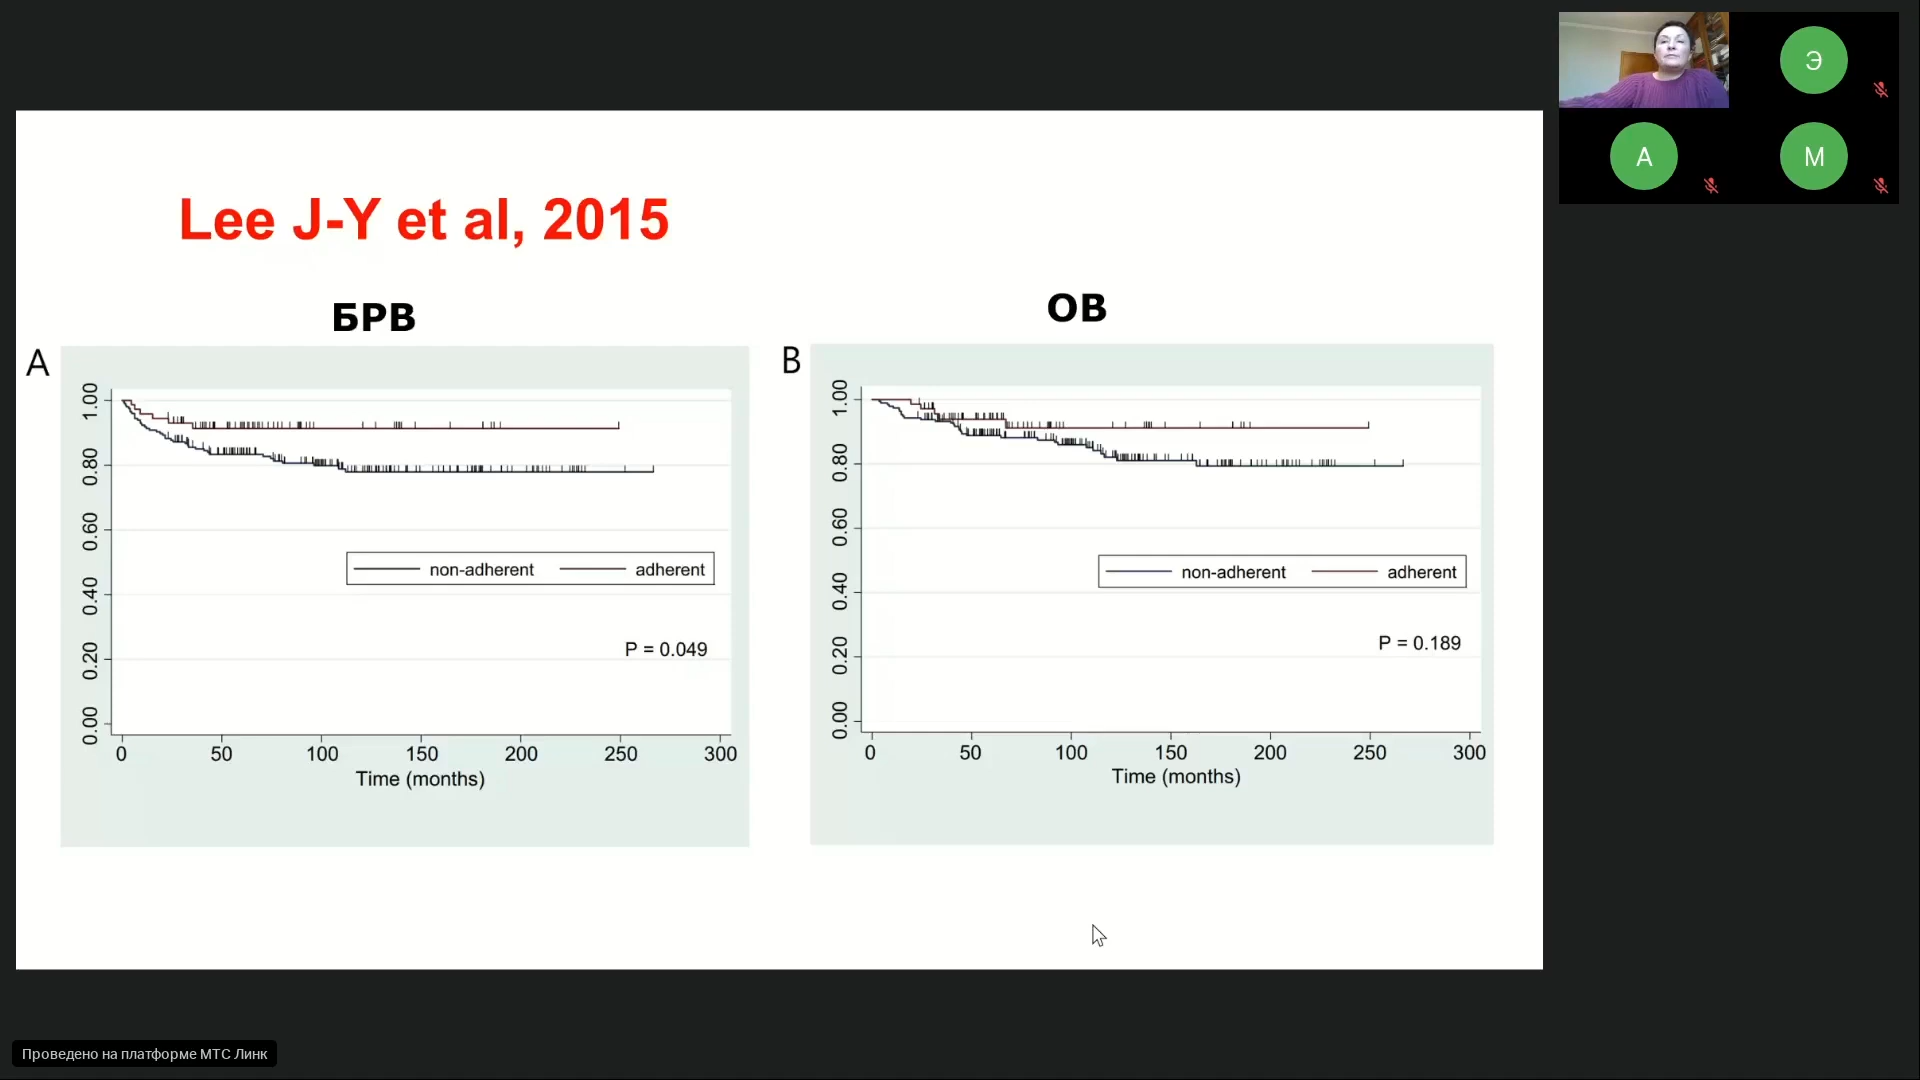 Lee J-Y et al, 2015
БРВ
A
1.00
0.80
0.60
0.40
0.20
0.00
non-adherent adherent
P = 0.049
0 50 100 150 200 250 300
Time (months)
ОВ
B
1.00
0.80
0.60
0.40
0.20
0.00
non-adherent adherent
P = 0.189
0 50 100 150 200 250 300
Time (months)
Э
А
М
Проведено на платформе МТС Линк